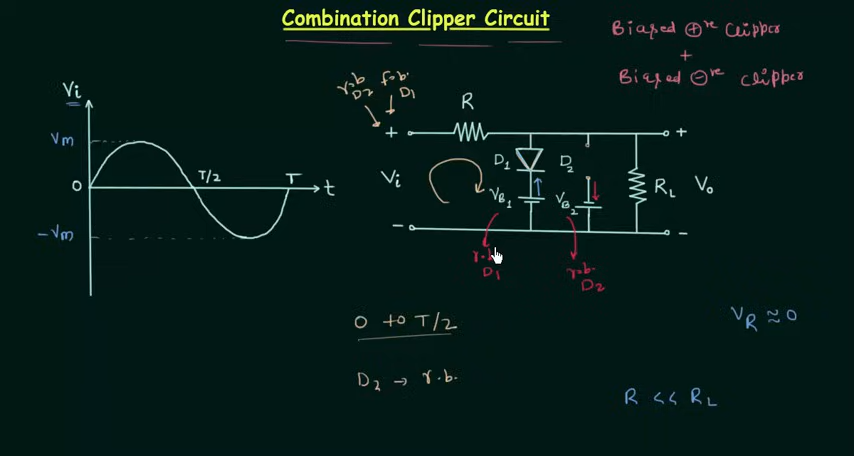 Combination Clipper Circuit
Biased +ve Clipper
+
Biased -ve Clipper
Vi
Vm
0
-Vm
T/2
T
t
r.b f.b.
D2 D1
+
R
+
Vi
D1
D2
VB1
VB2
RL
Vo
-
-
r.b
D1
r.b.
D2
0 to T/2
VR ≈ 0
D2 → r.b.
R << RL